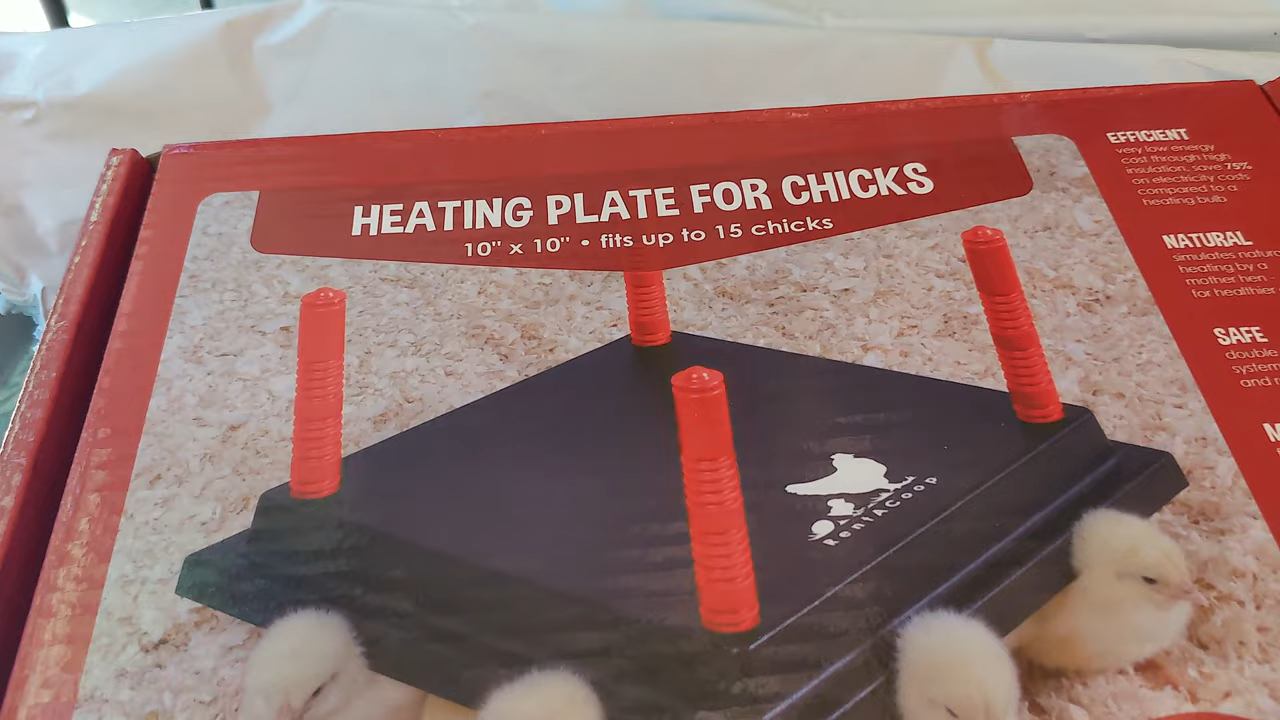 HEATING PLATE FOR CHICKS
10" x 10" • fits up to 15 chicks
RentACoop
EFFICIENT
very low energy
cost through high
insulation, save 75%
on electricity costs
compared to a
heating bulb
NATURAL
simulates natural
heating by a
mother hen -
for healthier
SAFE
double
system
and